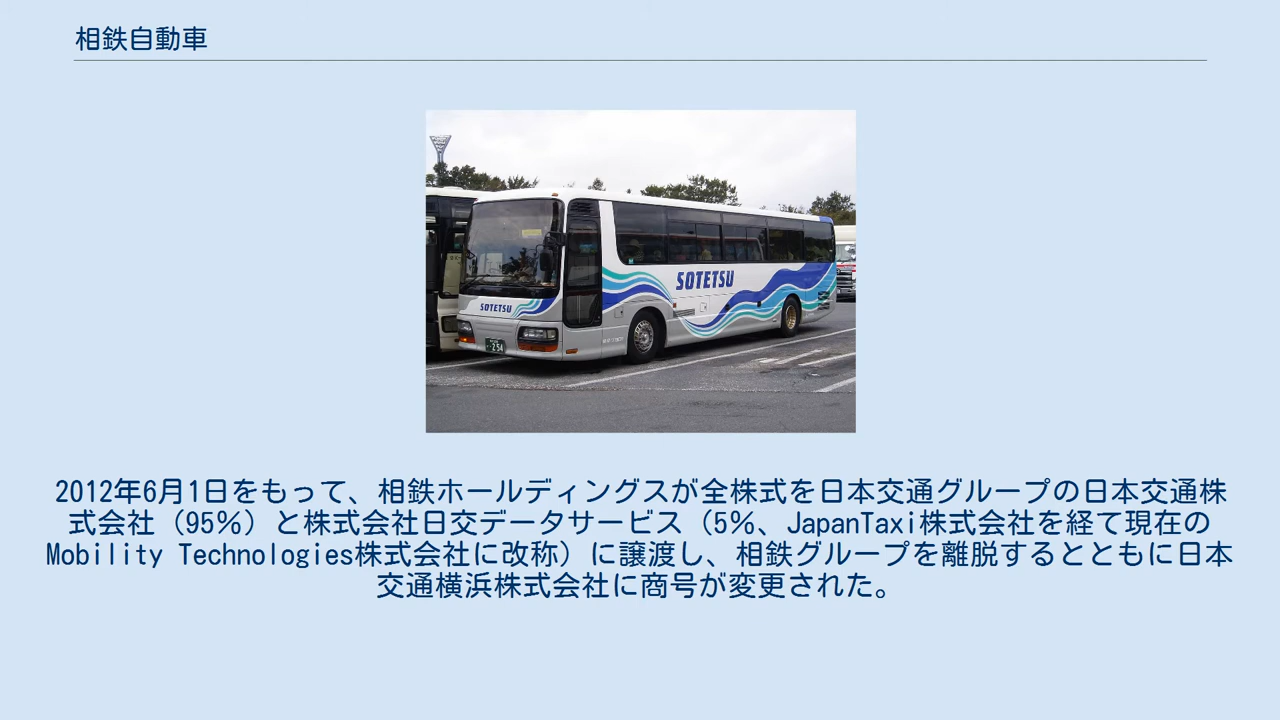 相鉄自動車
SOTETSU
SOTETSU
254
2012年6月1日をもって、相鉄ホールディングスが全株式を日本交通グループの日本交通株
式会社（95%）と株式会社日交データサービス（5%、JapanTaxi株式会社を経て現在の
Mobility Technologies株式会社に改称）に譲渡し、相鉄グループを離脱するとともに日本
交通横浜株式会社に商号が変更された。